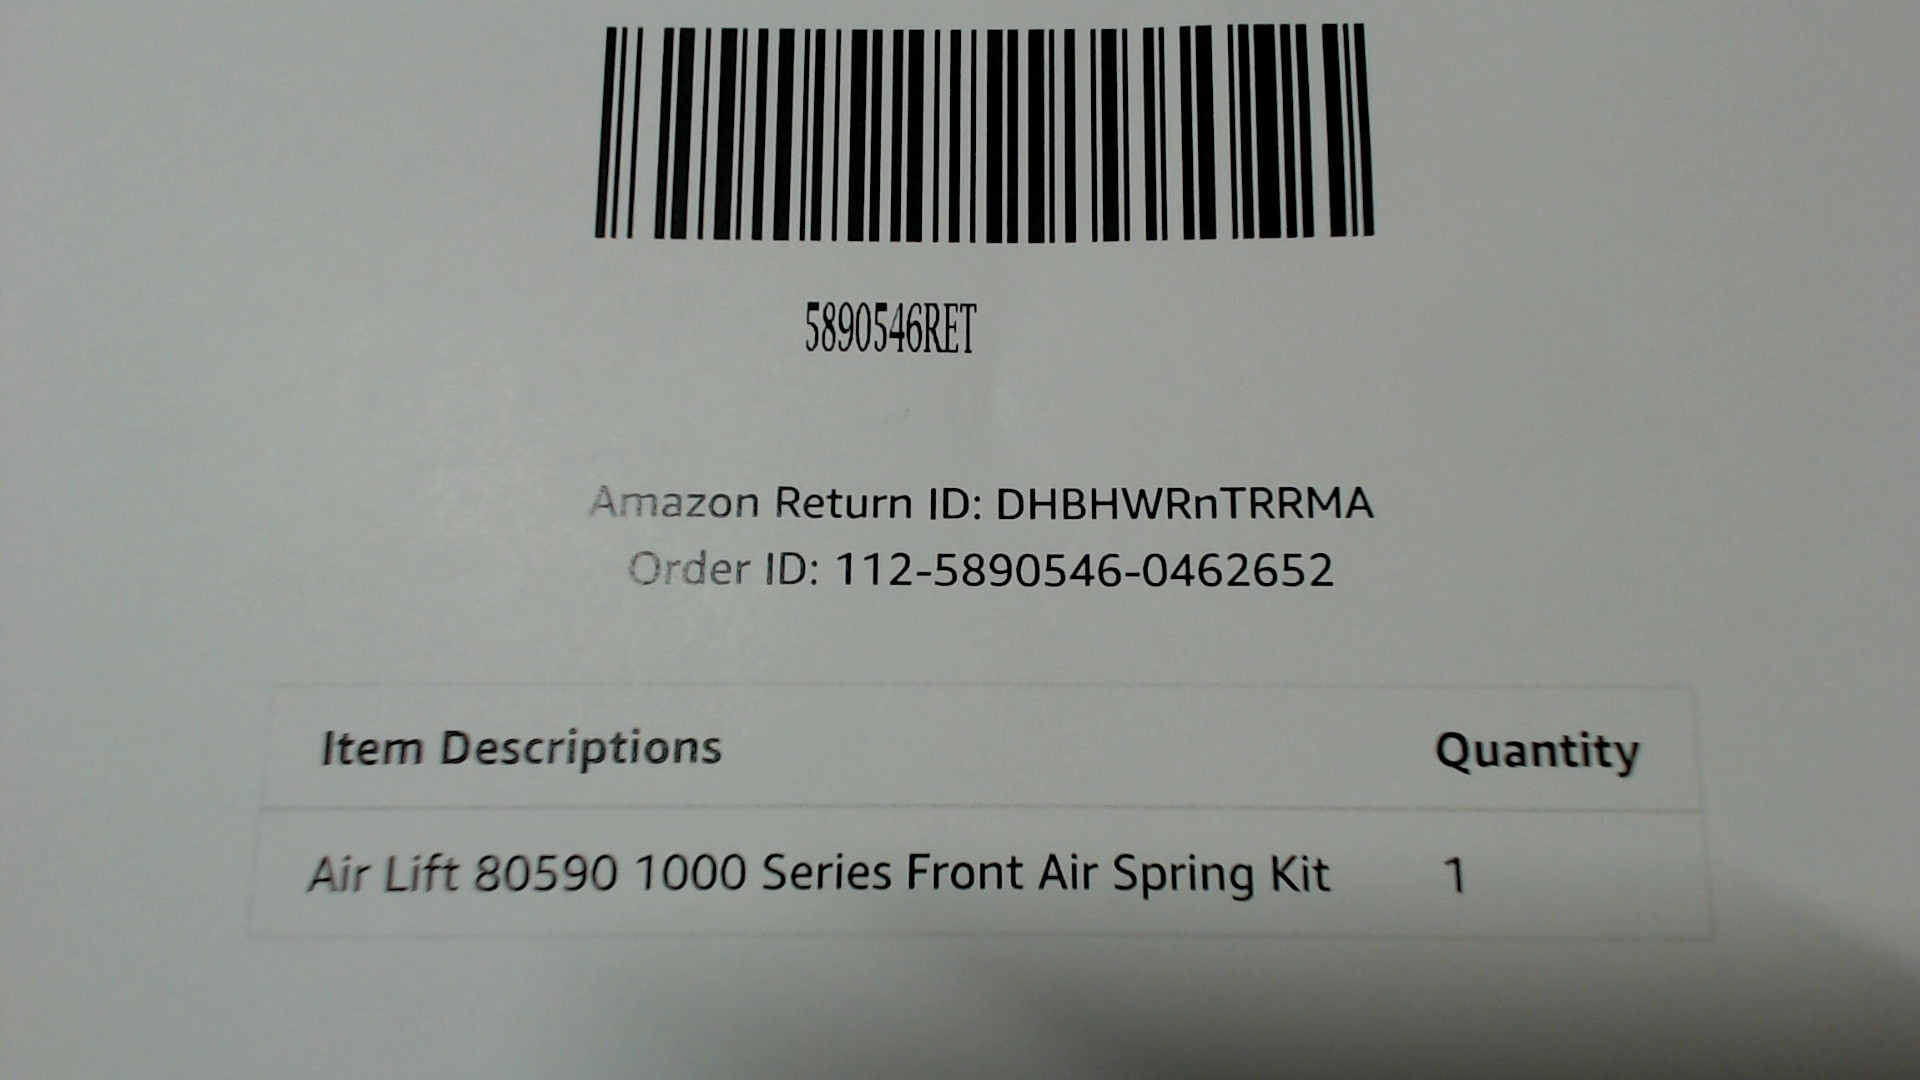 5890546RET
Amazon Return ID: DHBHWRnTRRMA
Order ID: 112-5890546-0462652
Item Descriptions Quantity
Air Lift 80590 1000 Series Front Air Spring Kit 1